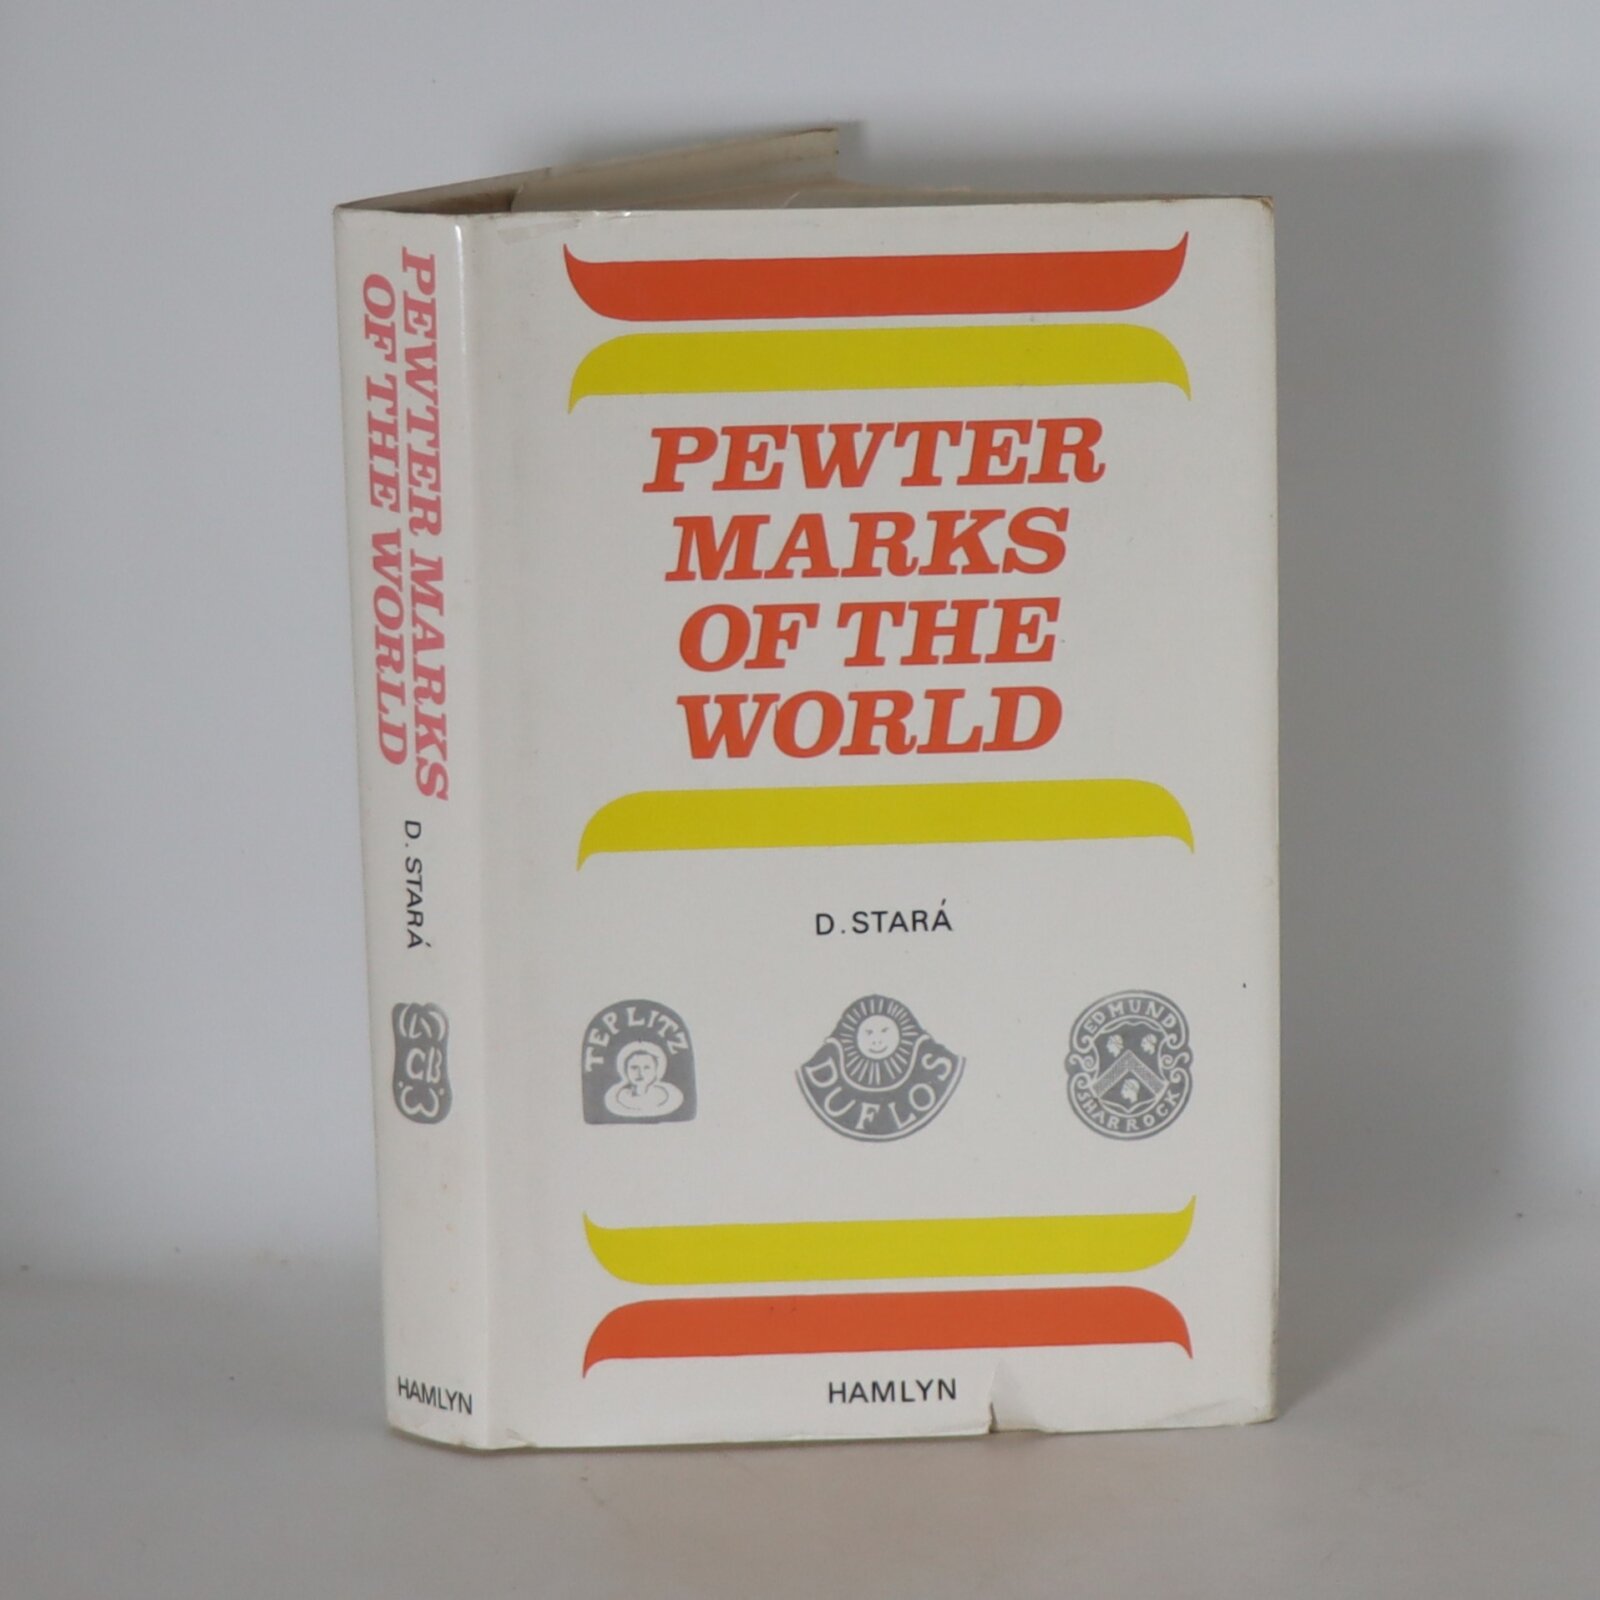 PEWTER MARKS
OF THE WORLD
D. STARÁ
HAMLYN
PEWTER
MARKS
OF THE
WORLD
D. STARÁ
TEPLITZ
DUFLOS
EDMUND
SHARROCK
HAMLYN